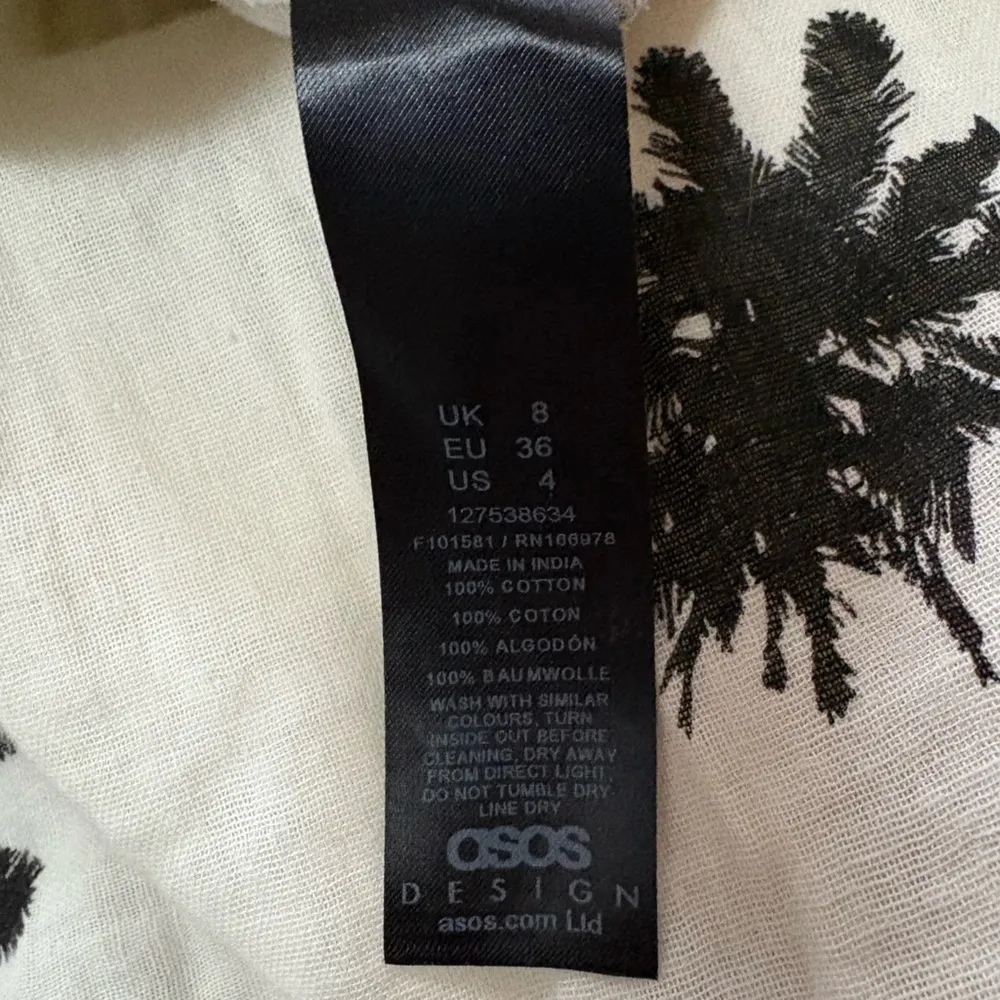 UK 8
EU 36
US 4
127538634
F101581 / RN166978
MADE IN INDIA
100% COTTON
100% COTON
100% ALGODÓN
100% BAUMWOLLE
WASH WITH SIMILAR
COLOURS, TURN
INSIDE OUT BEFORE
CLEANING, DRY AWAY
FROM DIRECT LIGHT,
DO NOT TUMBLE DRY.
LINE DRY
asos
DESIGN
asos.com Ltd